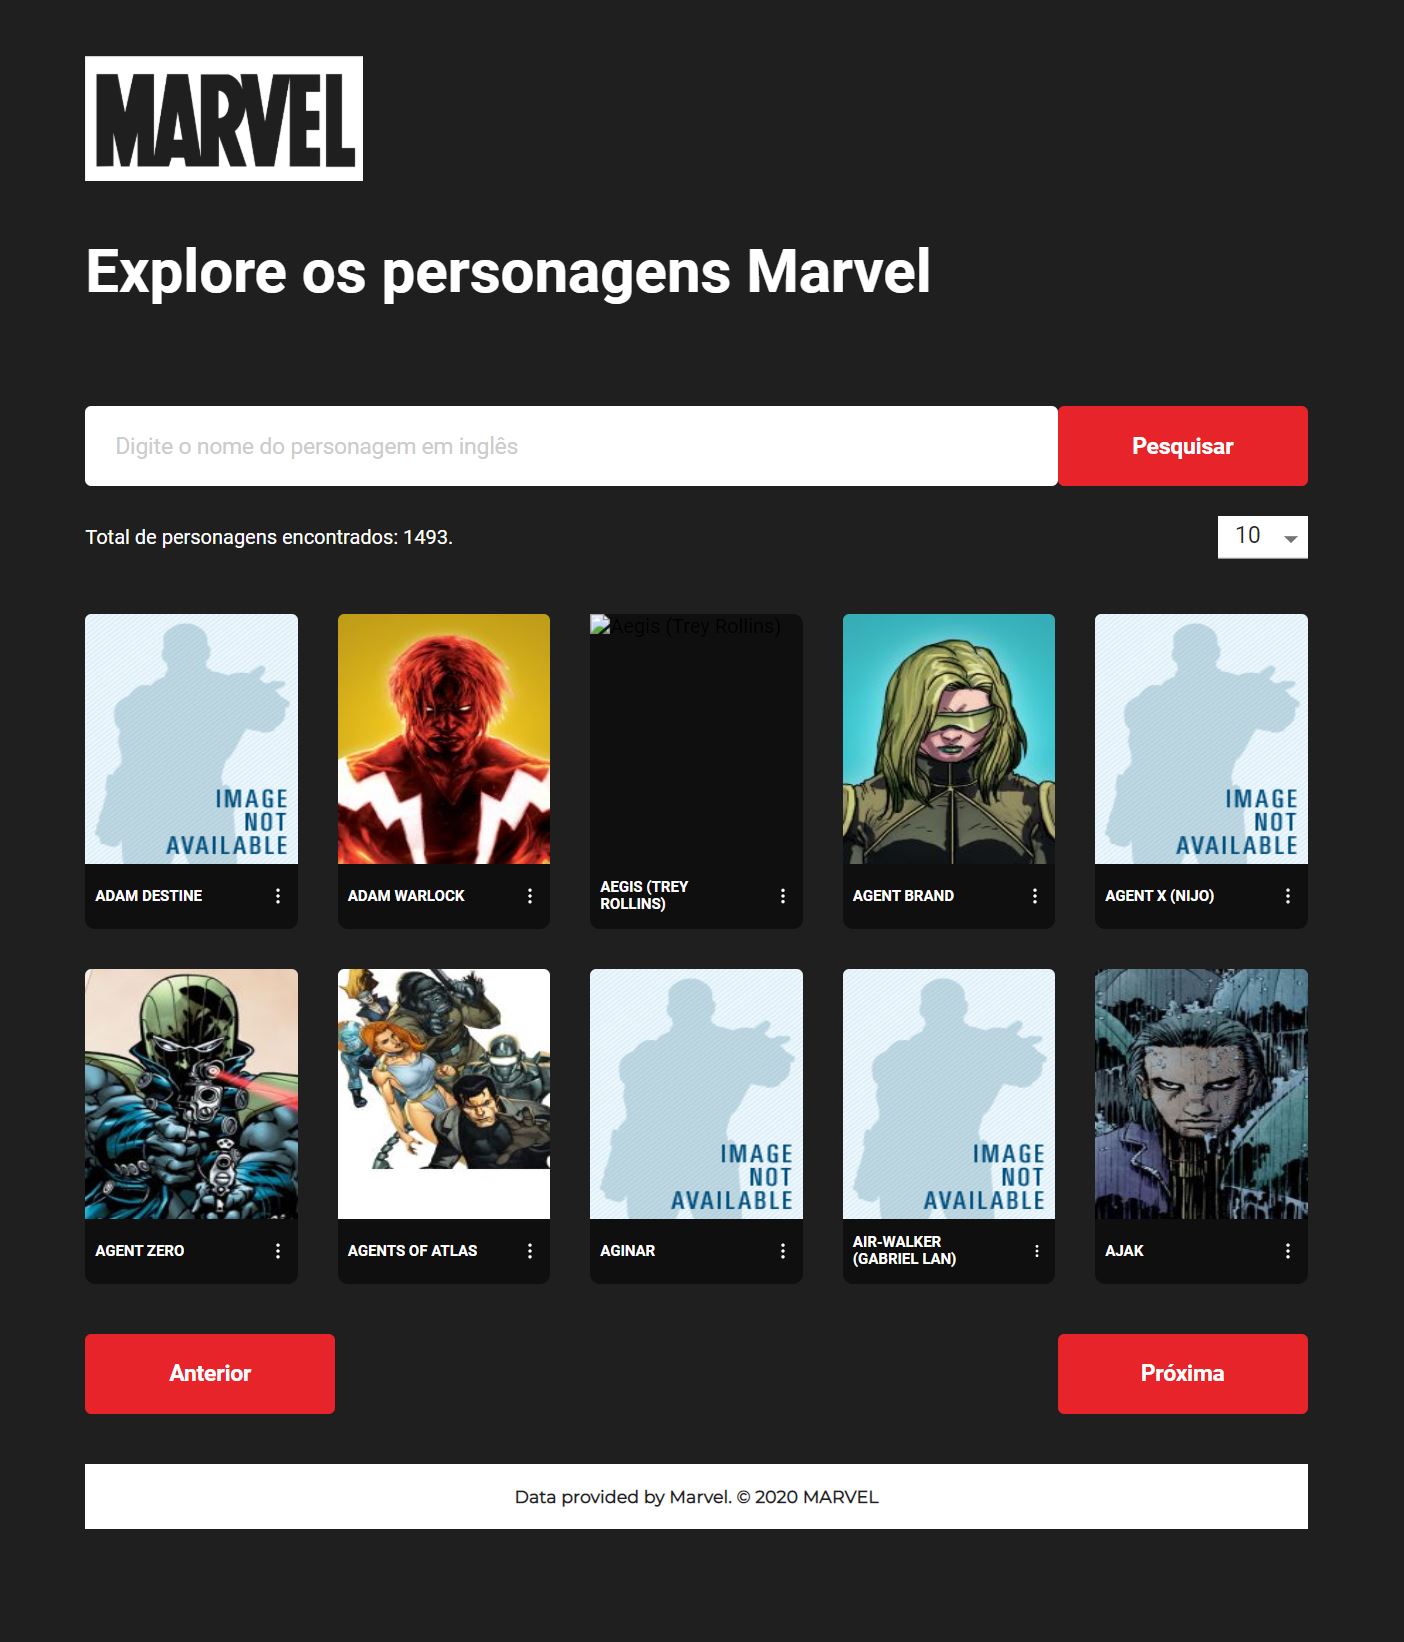 MARVEL
Explore os personagens Marvel
Digite o nome do personagem em inglês
Pesquisar
Total de personagens encontrados: 1493.
10
IMAGE
NOT
AVAILABLE
ADAM DESTINE
ADAM WARLOCK
Aegis (Trey Rollins)
AEGIS (TREY
ROLLINS)
AGENT BRAND
IMAGE
NOT
AVAILABLE
AGENT X (NIJO)
AGENT ZERO
AGENTS OF ATLAS
IMAGE
NOT
AVAILABLE
AGINAR
IMAGE
NOT
AVAILABLE
AIR-WALKER
(GABRIEL LAN)
AJAK
Anterior
Próxima
Data provided by Marvel. © 2020 MARVEL